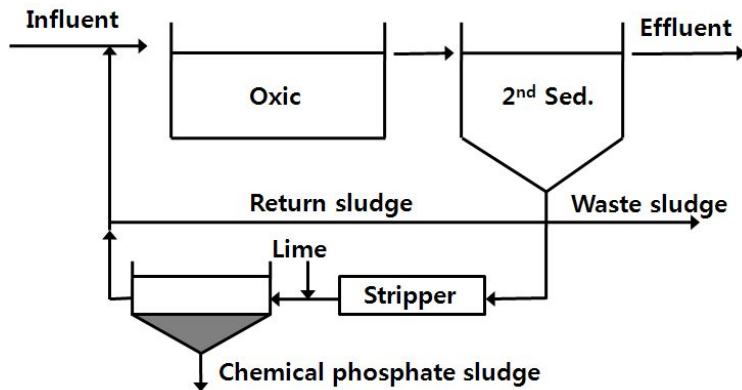 Influent
Effluent
Oxic
2nd Sed.
Return sludge
Waste sludge
Lime
Stripper
Chemical phosphate sludge